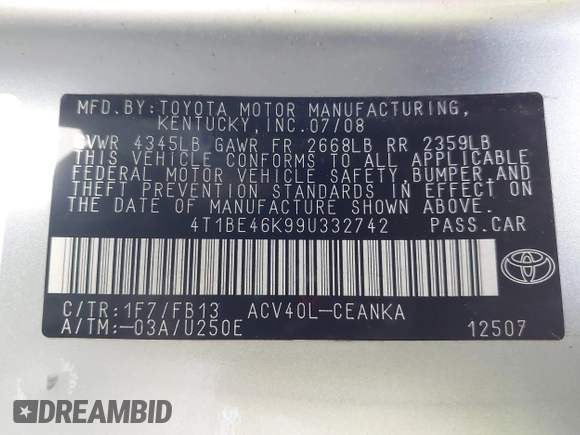 MFD.BY:TOYOTA MOTOR MANUFACTURING,
KENTUCKY,INC.07/08
GVWR 4345LB GAWR FR 2668LB RR 2359LB
THIS VEHICLE CONFORMS TO ALL APPLICABLE
FEDERAL MOTOR VEHICLE SAFETY,BUMPER,AND
THEFT PREVENTION STANDARDS IN EFFECT ON
THE DATE OF MANUFACTURE SHOWN ABOVE.
4T1BE46K99U332742 PASS.CAR
C/TR:1F7/FB13 ACV40L-CEANKA
A/TM:-03A/U250E 12507
DREAMBID